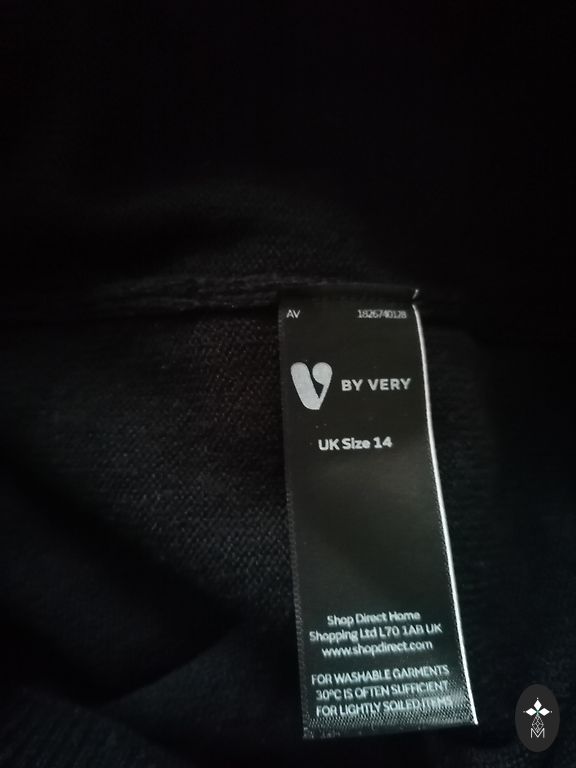 AV 1826740128
V BY VERY
UK Size 14
Shop Direct Home
Shopping Ltd L70 1AB UK
www.shopdirect.com
FOR WASHABLE GARMENTS
30°C IS OFTEN SUFFICIENT
FOR LIGHTLY SOILED ITEMS
M